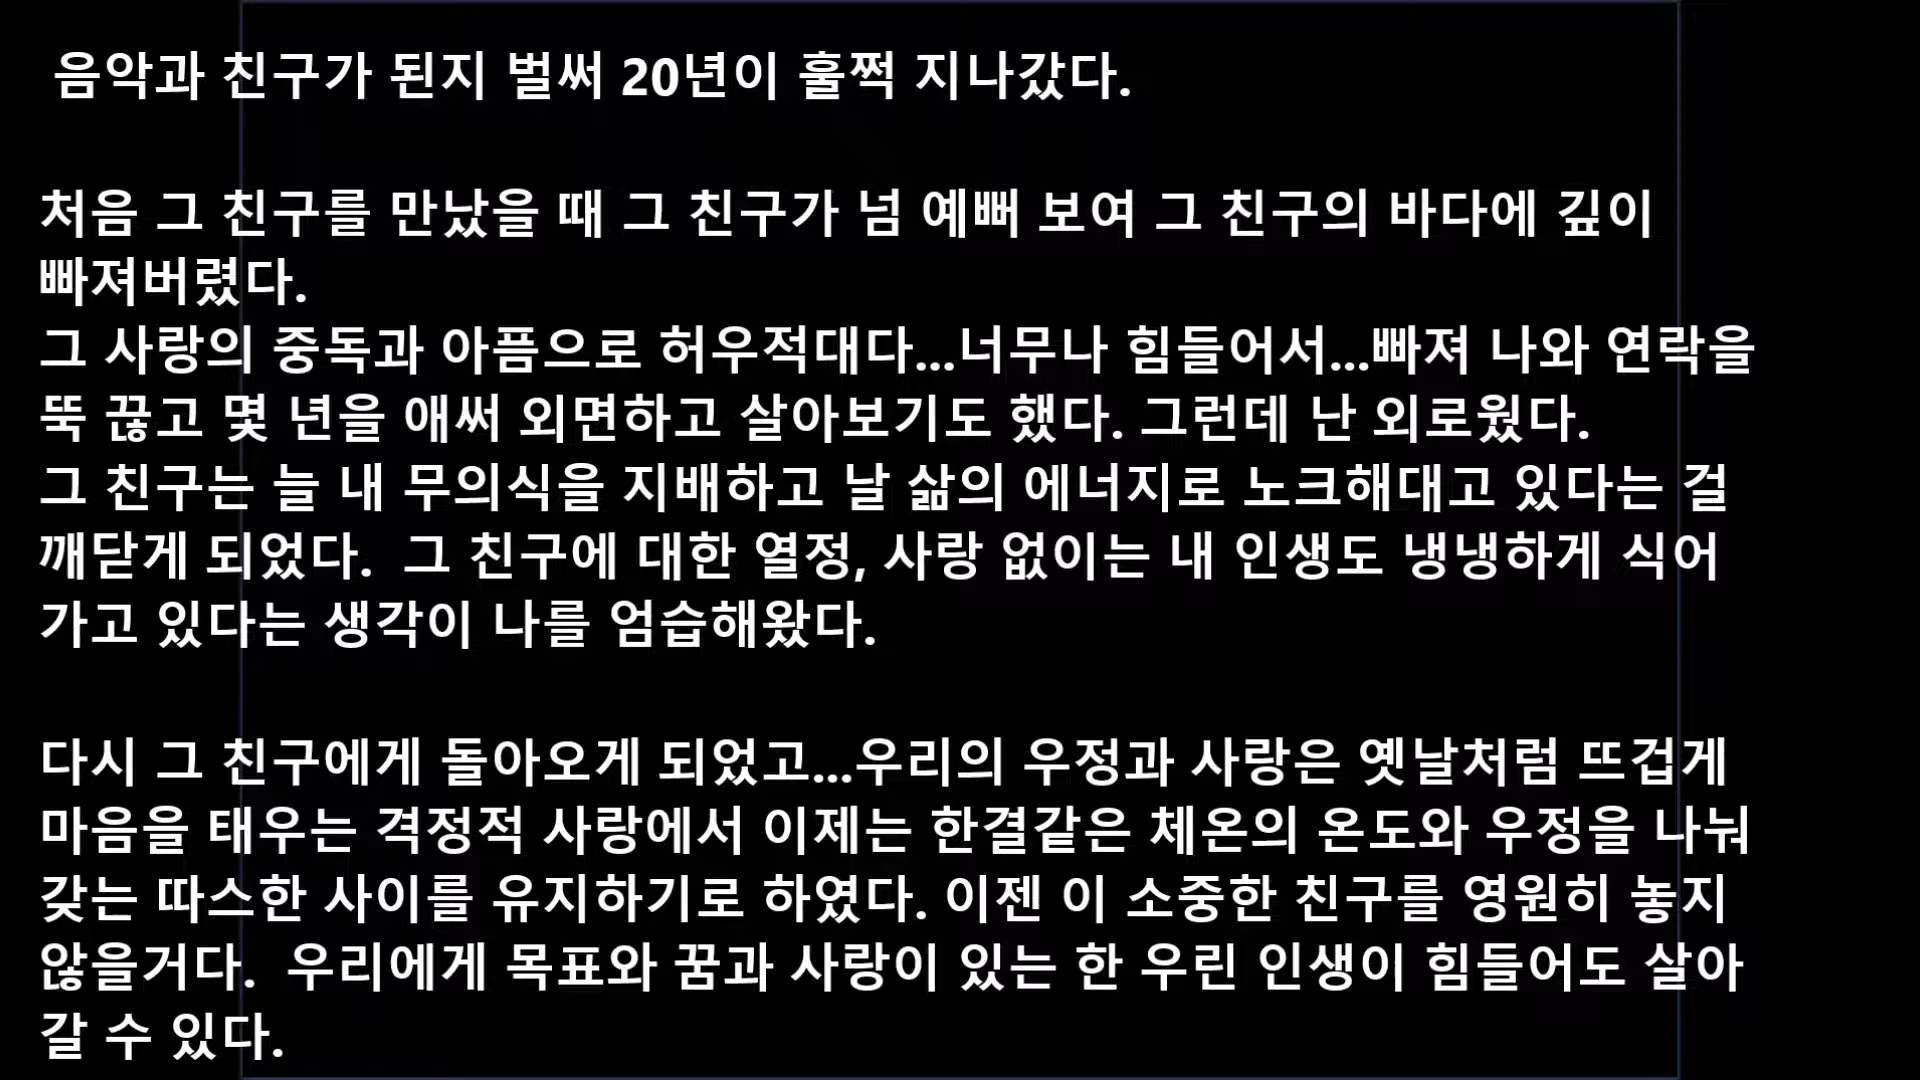 음악과 친구가 된지 벌써 20년이 훌쩍 지나갔다.
처음 그 친구를 만났을 때 그 친구가 넘 예뻐 보여 그 친구의 바다에 깊이
빠져버렸다.
그 사랑의 중독과 아픔으로 허우적대다...너무나 힘들어서...빠져 나와 연락을
뚝 끊고 몇 년을 애써 외면하고 살아보기도 했다. 그런데 난 외로웠다.
그 친구는 늘 내 무의식을 지배하고 날 삶의 에너지로 노크해대고 있다는 걸
깨닫게 되었다.  그 친구에 대한 열정, 사랑 없이는 내 인생도 냉냉하게 식어
가고 있다는 생각이 나를 엄습해왔다.
다시 그 친구에게 돌아오게 되었고...우리의 우정과 사랑은 옛날처럼 뜨겁게
마음을 태우는 격정적 사랑에서 이제는 한결같은 체온의 온도와 우정을 나눠
갖는 따스한 사이를 유지하기로 하였다. 이젠 이 소중한 친구를 영원히 놓지
않을거다.  우리에게 목표와 꿈과 사랑이 있는 한 우린 인생이 힘들어도 살아
갈 수 있다.